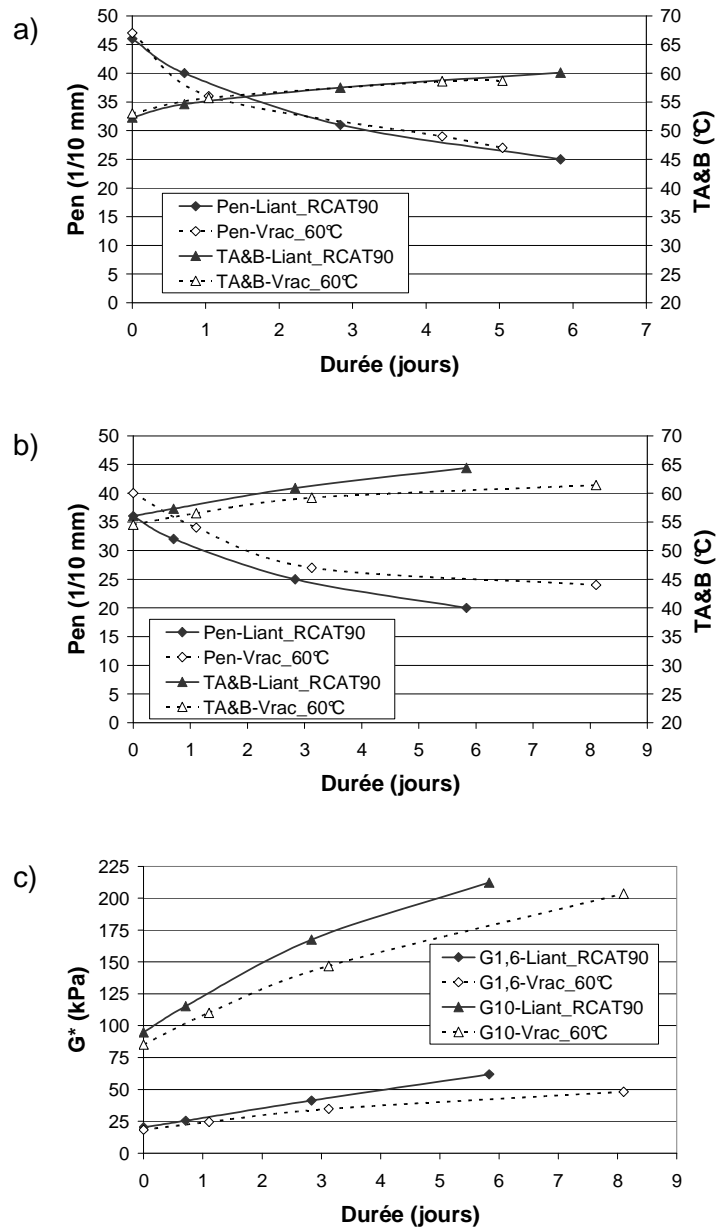 a)
50
45
40
35
30
25
20
15
10
5
0
Pen (1/10 mm)
70
65
60
55
50
45
40
35
30
25
20
TA&B (°C)
Pen-Liant_RCAT90
Pen-Vrac_60°C
TA&B-Liant_RCAT90
TA&B-Vrac_60°C
0 1 2 3 4 5 6 7
Durée (jours)
b)
50
45
40
35
30
25
20
15
10
5
0
Pen (1/10 mm)
70
65
60
55
50
45
40
35
30
25
20
TA&B (°C)
Pen-Liant_RCAT90
Pen-Vrac_60°C
TA&B-Liant_RCAT90
TA&B-Vrac_60°C
0 1 2 3 4 5 6 7 8 9
Durée (jours)
c)
225
200
175
150
125
100
75
50
25
0
G* (kPa)
G1,6-Liant_RCAT90
G1,6-Vrac_60°C
G10-Liant_RCAT90
G10-Vrac_60°C
0 1 2 3 4 5 6 7 8 9
Durée (jours)